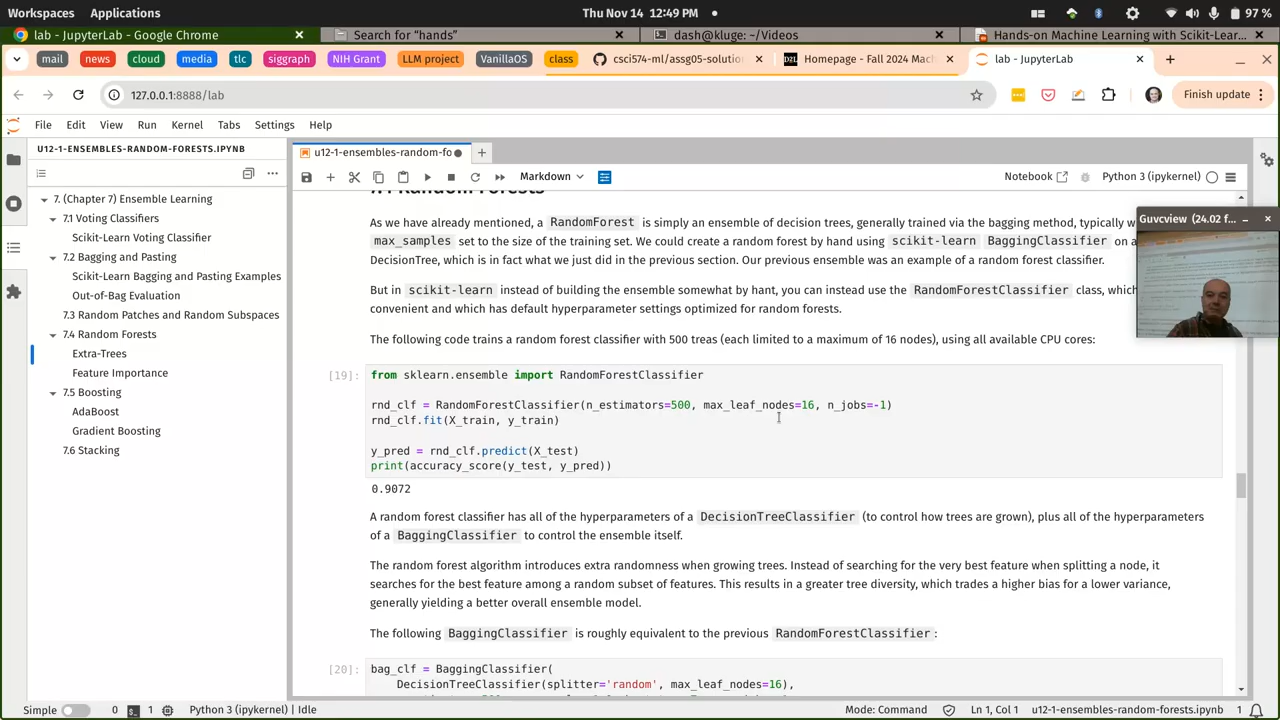 Workspaces Applications Thu Nov 14 12:49 PM 97 %
lab - JupyterLab - Google Chrome Search for “hands” dash@kluge: ~/Videos Hands-on Machine Learning with Scikit-Lear...
mail news cloud media tlc siggraph NIH Grant LLM project VanillaOS class csci574-ml/assg05-solutio Homepage - Fall 2024 Mac lab - JupyterLab
127.0.0.1:8888/lab Finish update
File Edit View Run Kernel Tabs Settings Help
U12-1-ENSEMBLES-RANDOM-FORESTS.IPYNB
u12-1-ensembles-random-fo
Markdown Notebook Python 3 (ipykernel)
7. (Chapter 7) Ensemble Learning
7.1 Voting Classifiers
Scikit-Learn Voting Classifier
7.2 Bagging and Pasting
Scikit-Learn Bagging and Pasting Examples
Out-of-Bag Evaluation
7.3 Random Patches and Random Subspaces
7.4 Random Forests
Extra-Trees
Feature Importance
7.5 Boosting
AdaBoost
Gradient Boosting
7.6 Stacking
7.4 Random Forests
As we have already mentioned, a RandomForest is simply an ensemble of decision trees, generally trained via the bagging method, typically w
max_samples set to the size of the training set. We could create a random forest by hand using scikit-learn BaggingClassifier on a
DecisionTree, which is in fact what we just did in the previous section. Our previous ensemble was an example of a random forest classifier.
But in scikit-learn instead of building the ensemble somewhat by hant, you can instead use the RandomForestClassifier class, which
convenient and which has default hyperparameter settings optimized for random forests.
The following code trains a random forest classifier with 500 treas (each limited to a maximum of 16 nodes), using all available CPU cores:
[19]: from sklearn.ensemble import RandomForestClassifier
rnd_clf = RandomForestClassifier(n_estimators=500, max_leaf_nodes=16, n_jobs=-1)
rnd_clf.fit(X_train, y_train)
y_pred = rnd_clf.predict(X_test)
print(accuracy_score(y_test, y_pred))
0.9072
A random forest classifier has all of the hyperparameters of a DecisionTreeClassifier (to control how trees are grown), plus all of the hyperparameters
of a BaggingClassifier to control the ensemble itself.
The random forest algorithm introduces extra randomness when growing trees. Instead of searching for the very best feature when splitting a node, it
searches for the best feature among a random subset of features. This results in a greater tree diversity, which trades a higher bias for a lower variance,
generally yielding a better overall ensemble model.
The following BaggingClassifier is roughly equivalent to the previous RandomForestClassifier:
[20]: bag_clf = BaggingClassifier(
DecisionTreeClassifier(splitter='random', max_leaf_nodes=16),
Guvcview (24.02 f...
Simple 0 1 Python 3 (ipykernel) | Idle Mode: Command Ln 1, Col 1 u12-1-ensembles-random-forests.ipynb 1